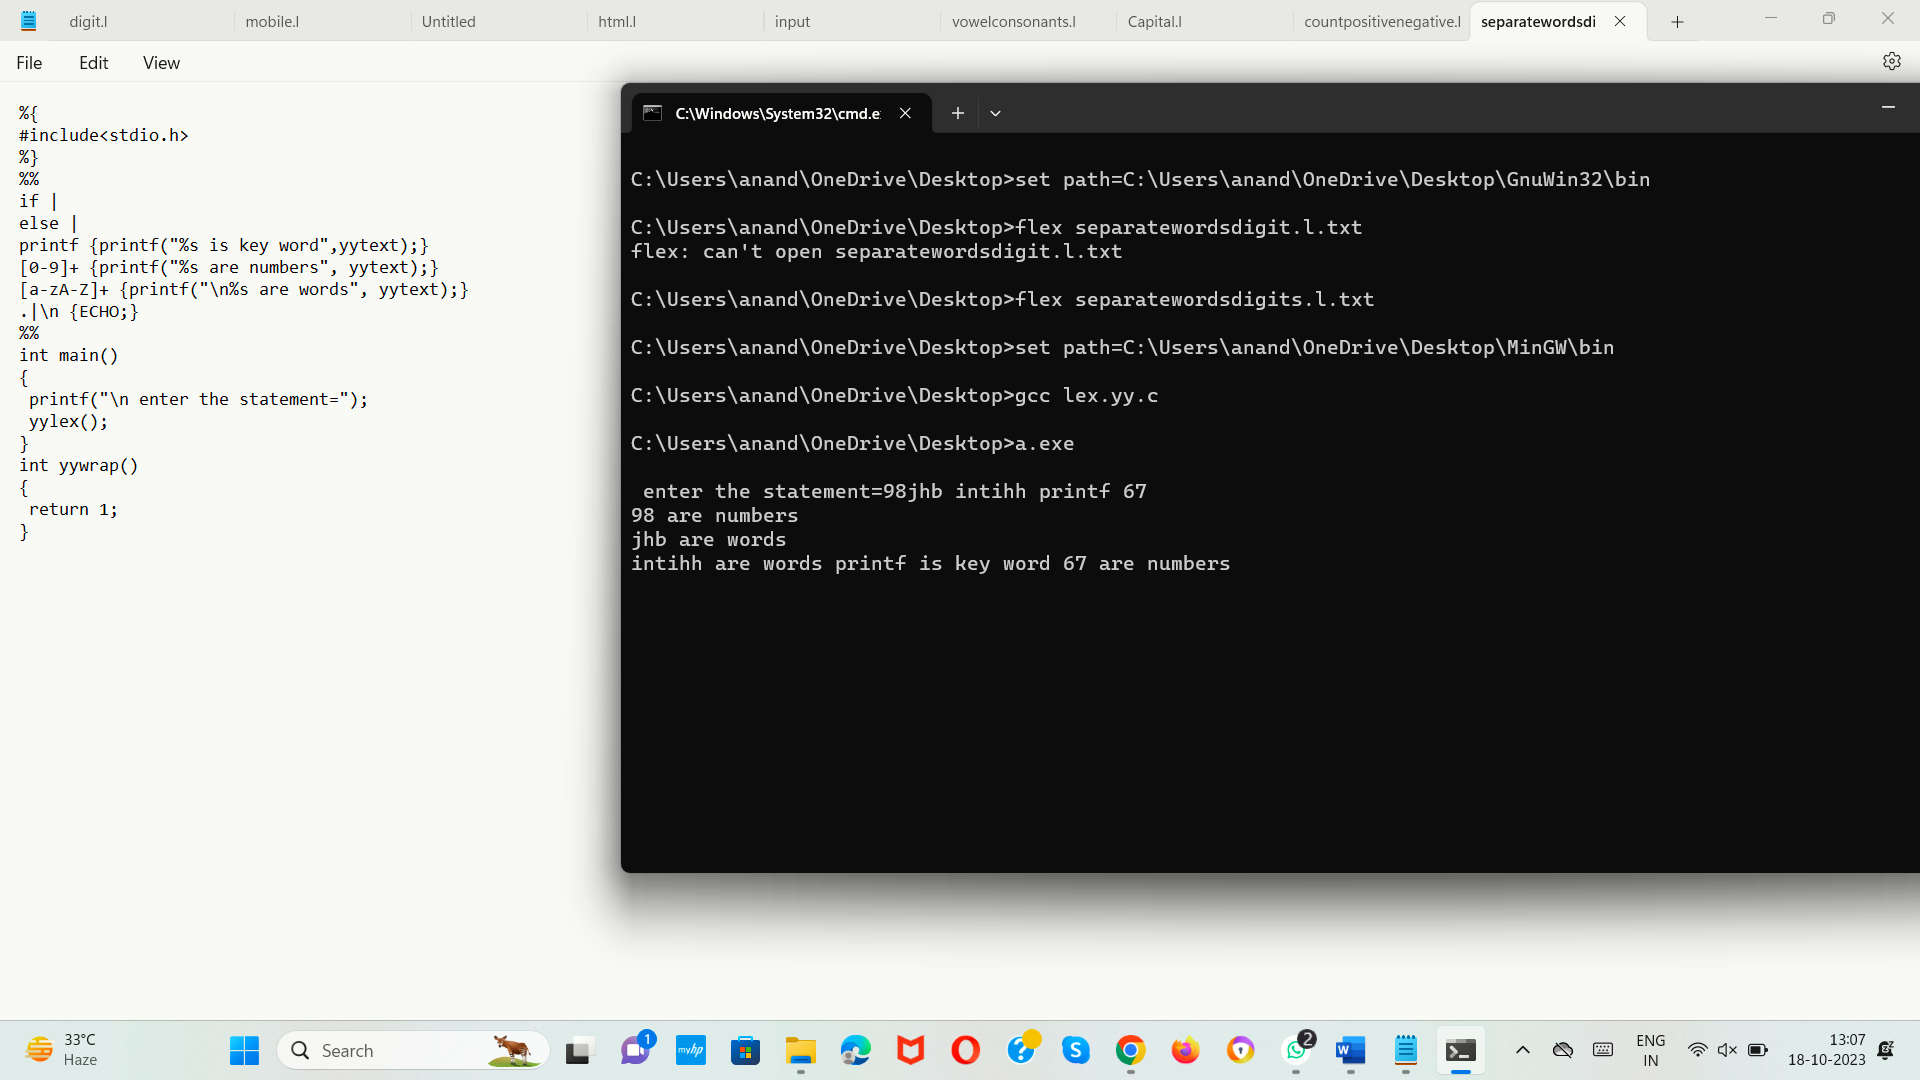 digit.l
mobile.l
Untitled
html.l
input
vowelconsonants.l
Capital.l
countpositivenegative.l
separatewordsdi
File Edit View
%{
#include<stdio.h>
%}
%%
if |
else |
printf {printf("%s is key word",yytext);}
[0-9]+ {printf("%s are numbers", yytext);}
[a-zA-Z]+ {printf("\n%s are words", yytext);}
.|\n {ECHO;}
%%
int main()
{
printf("\n enter the statement=");
yylex();
}
int yywrap()
{
return 1;
}
C:\Windows\System32\cmd.e
C:\Users\anand\OneDrive\Desktop>set path=C:\Users\anand\OneDrive\Desktop\GnuWin32\bin
C:\Users\anand\OneDrive\Desktop>flex separatewordsdigit.l.txt
flex: can't open separatewordsdigit.l.txt
C:\Users\anand\OneDrive\Desktop>flex separatewordsdigits.l.txt
C:\Users\anand\OneDrive\Desktop>set path=C:\Users\anand\OneDrive\Desktop\MinGW\bin
C:\Users\anand\OneDrive\Desktop>gcc lex.yy.c
C:\Users\anand\OneDrive\Desktop>a.exe
enter the statement=98jhb intihh printf 67
98 are numbers
jhb are words
intihh are words printf is key word 67 are numbers
33°C
Haze
Search
1
myhp
2
ENG
IN
13:07
18-10-2023